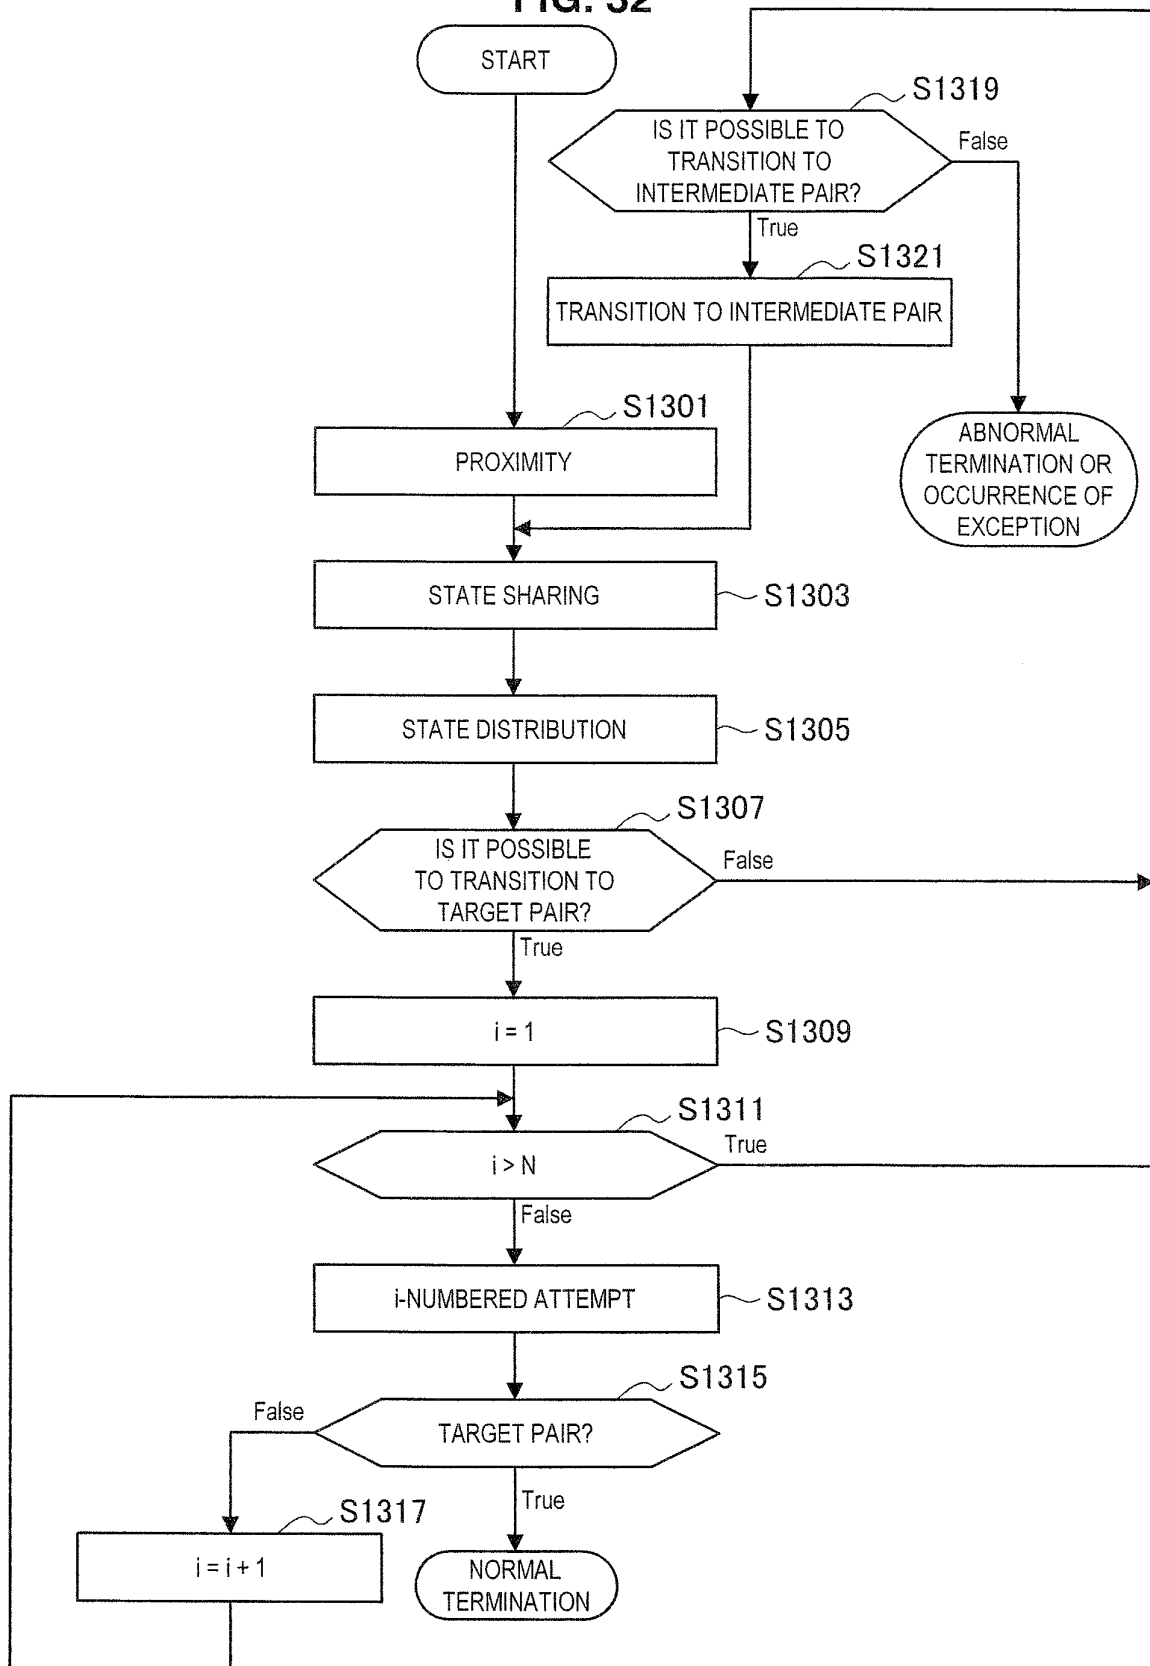 FIG. 32
START
S1319
IS IT POSSIBLE TO
TRANSITION TO
INTERMEDIATE PAIR?
False
True
S1321
TRANSITION TO INTERMEDIATE PAIR
ABNORMAL
TERMINATION OR
OCCURRENCE OF
EXCEPTION
S1301
PROXIMITY
STATE SHARING
S1303
STATE DISTRIBUTION
S1305
S1307
IS IT POSSIBLE
TO TRANSITION TO
TARGET PAIR?
False
True
i = 1
S1309
S1311
i > N
True
False
i-NUMBERED ATTEMPT
S1313
S1315
TARGET PAIR?
False
True
S1317
i = i + 1
NORMAL
TERMINATION